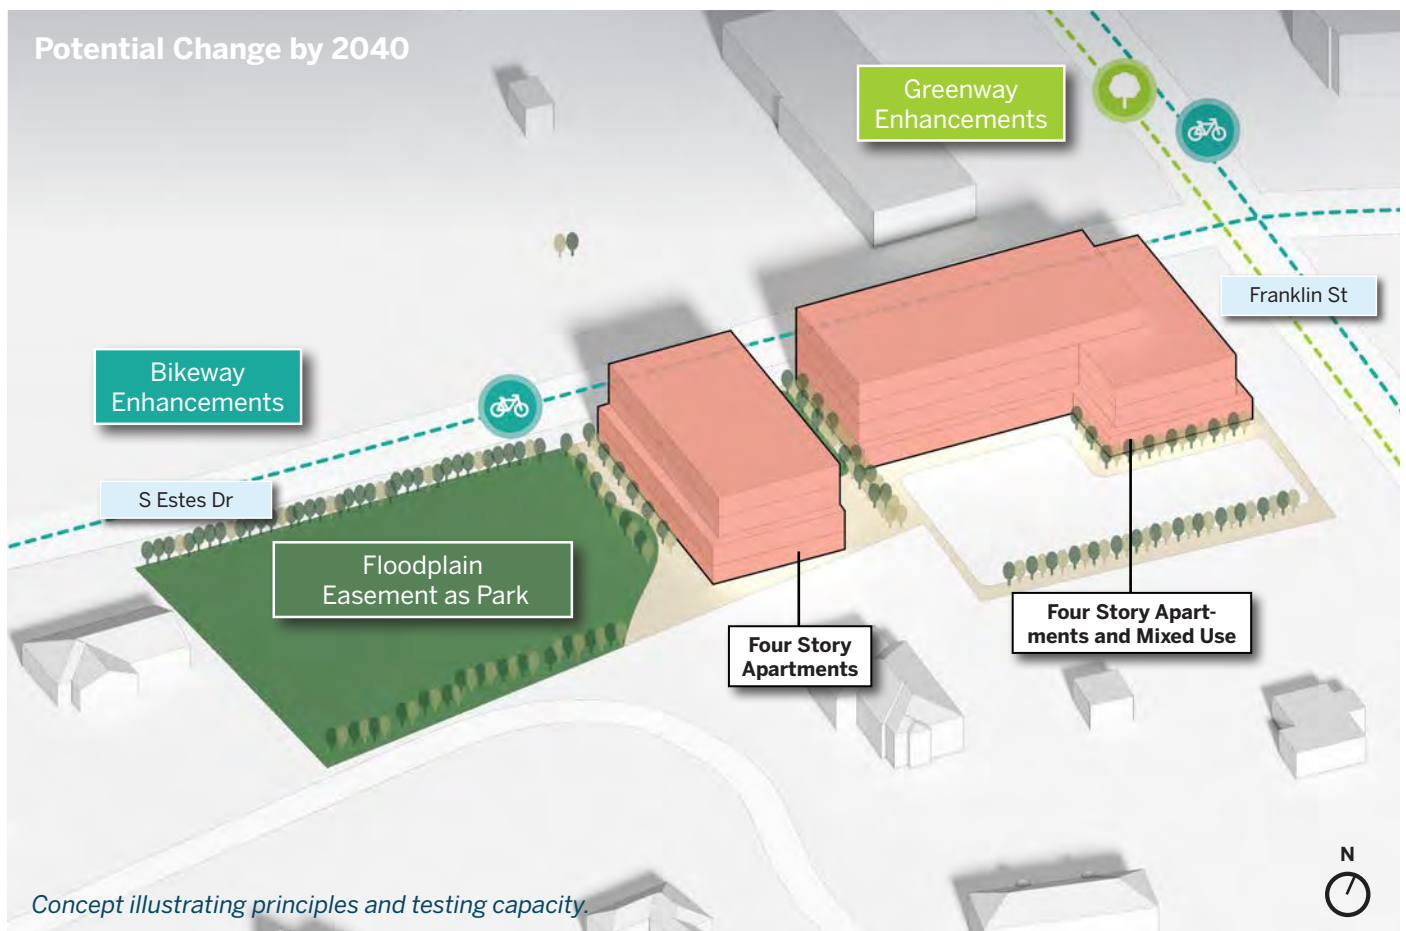 Potential Change by 2040
Greenway
Enhancements
Franklin St
Bikeway
Enhancements
S Estes Dr
Floodplain
Easement as Park
Four Story
Apartments
Four Story Apart-
ments and Mixed Use
N
Concept illustrating principles and testing capacity.